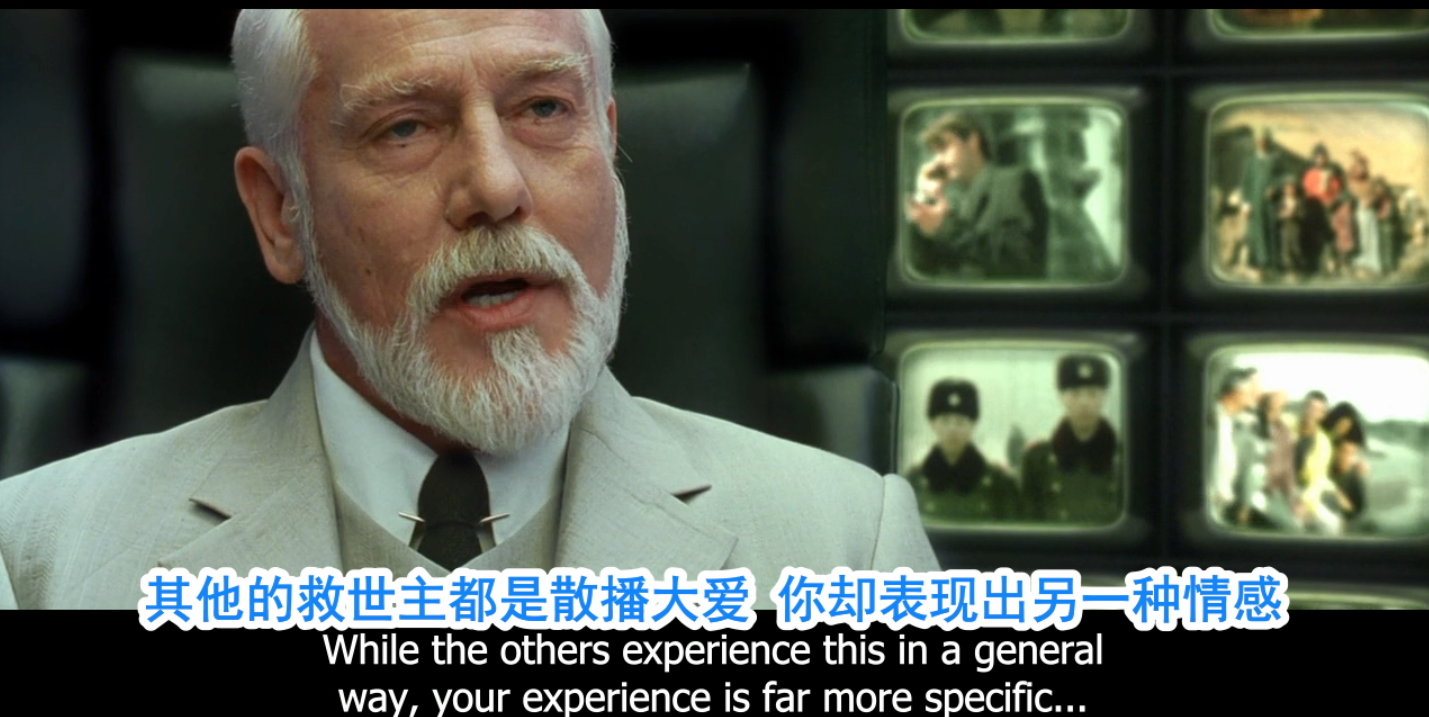 其他的救世主都是散播大爱 你却表现出另一种情感
While the others experience this in a general
way, your experience is far more specific...